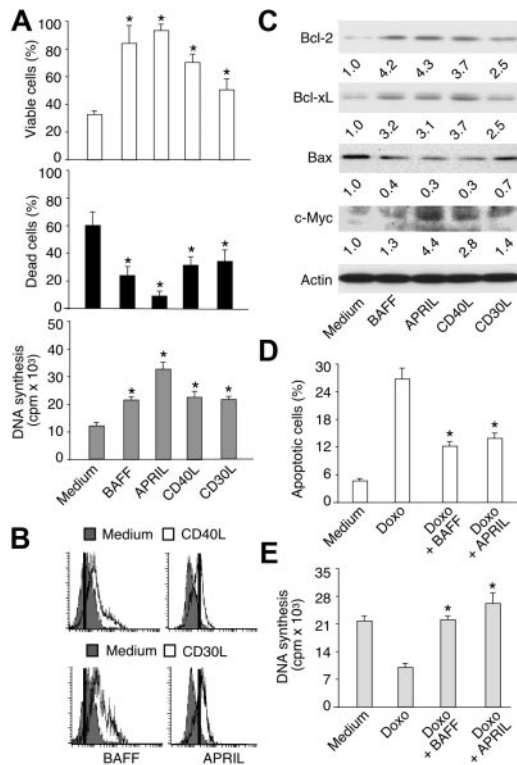 A
Viable cells (%)
100
80
60
40
20
0
*
*
*
*
Dead cells (%)
80
60
40
20
0
*
*
*
*
DNA synthesis
(cpm x 10³)
50
40
30
20
10
0
*
*
*
*
Medium
BAFF
APRIL
CD40L
CD30L
B
Medium CD40L
Medium CD30L
BAFF APRIL
C
Bcl-2
1.0 4.2 4.3 3.7 2.5
Bcl-xL
1.0 3.2 3.1 3.7 2.5
Bax
1.0 0.4 0.3 0.3 0.7
c-Myc
1.0 1.3 4.4 2.8 1.4
Actin
Medium
BAFF
APRIL
CD40L
CD30L
D
Apoptotic cells (%)
30
24
18
12
6
0
*
*
Medium
Doxo
Doxo
+ BAFF
Doxo
+ APRIL
E
DNA synthesis
(cpm x 10³)
35
28
21
14
7
0
*
*
Medium
Doxo
Doxo
+ BAFF
Doxo
+ APRIL